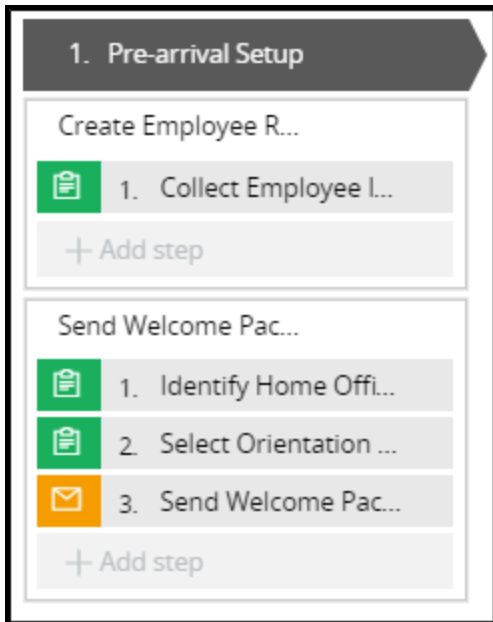 1. Pre-arrival Setup
Create Employee R...
1. Collect Employee I...
+ Add step
Send Welcome Pac...
1. Identify Home Offi...
2. Select Orientation ...
3. Send Welcome Pac...
+ Add step